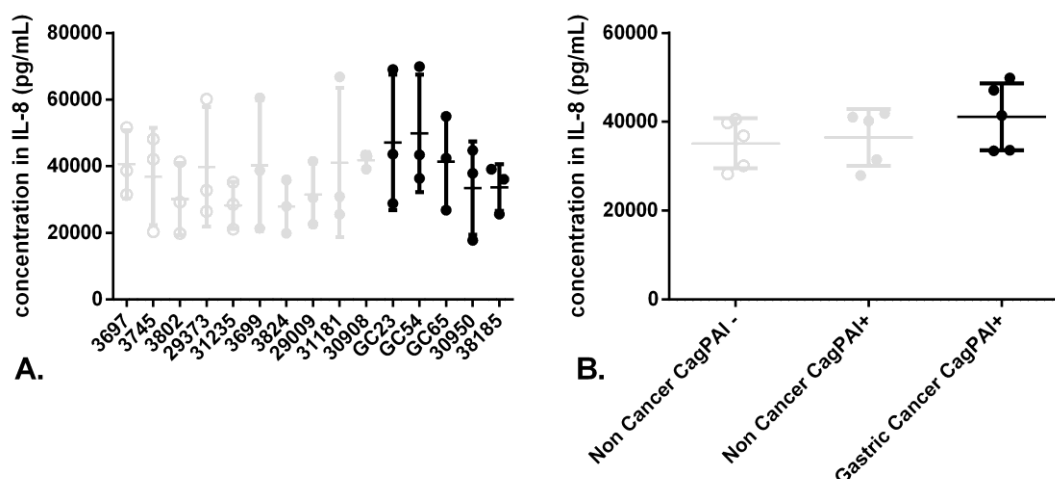 concentration in IL-8 (pg/mL)
80000
60000
40000
20000
0
3697
3745
3802
29373
31235
3699
3824
29009
31181
30908
GC23
GC54
GC65
30950
38185
A.
concentration in IL-8 (pg/mL)
60000
40000
20000
0
Non Cancer CagPAI -
Non Cancer CagPAI+
Gastric Cancer CagPAI+
B.